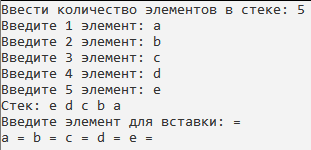 Ввести количество элементов в стеке: 5
Введите 1 элемент: a
Введите 2 элемент: b
Введите 3 элемент: c
Введите 4 элемент: d
Введите 5 элемент: e
Стек: e d c b a
Введите элемент для вставки: =
a = b = c = d = e =